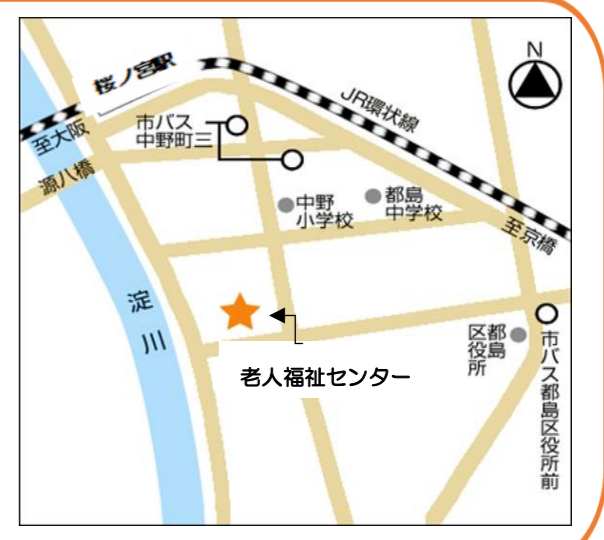 N
桜ノ宮駅
JR環状線
至大阪
市バス
中野町三
源八橋
中野
小学校
都島
中学校
至京橋
淀川
老人福祉センター
都島
区役所
市バス都島区役所前